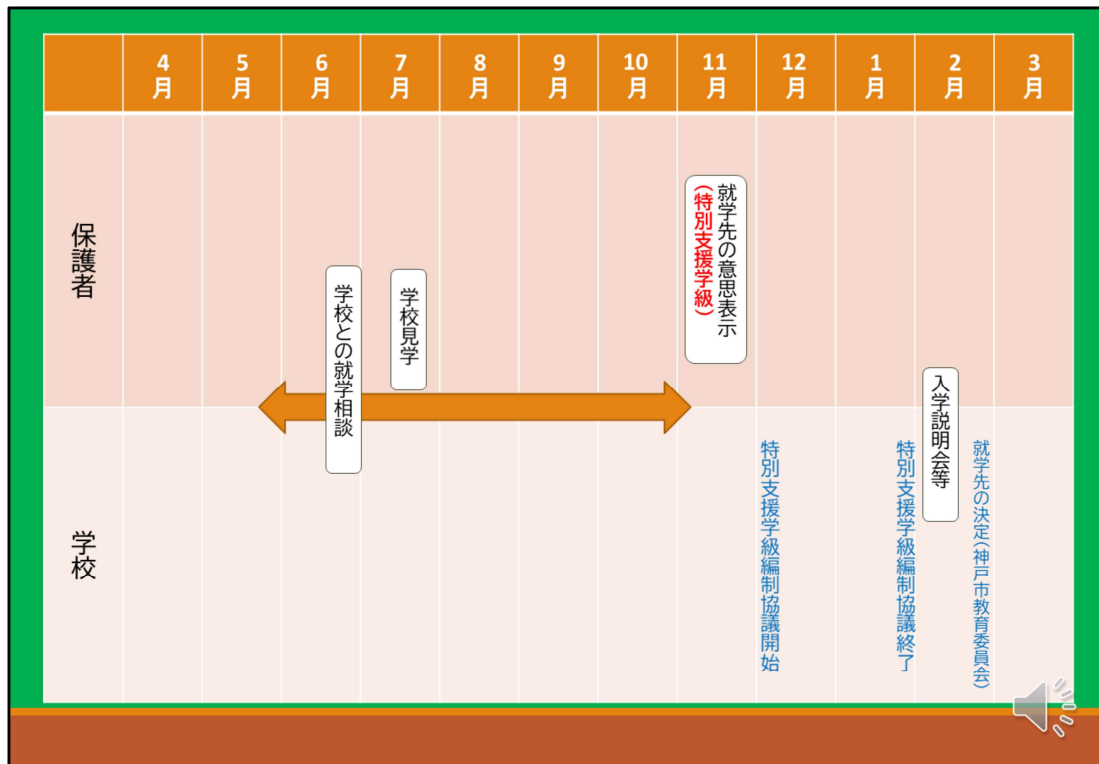 4月
5月
6月
7月
8月
9月
10月
11月
12月
1月
2月
3月
保護者
学校との就学相談
学校見学
就学先の意思表示
（特別支援学級）
入学説明会等
学校
特別支援学級編制協議開始
特別支援学級編制協議終了
就学先の決定(神戸市教育委員会)